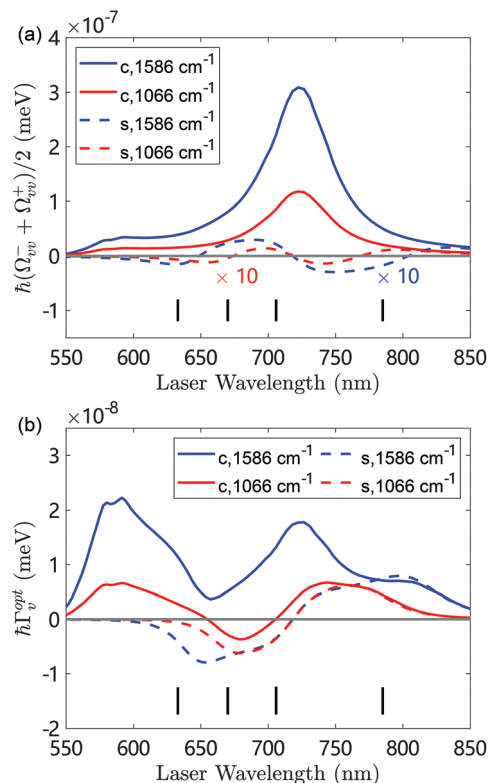 (a)
×10⁻⁷
c,1586 cm⁻¹
c,1066 cm⁻¹
s,1586 cm⁻¹
s,1066 cm⁻¹
ℏ(Ω⁻ᵥᵥ + Ω⁺ᵥᵥ)/2 (meV)
4
3
2
1
0
-1
× 10
× 10
550 600 650 700 750 800 850
Laser Wavelength (nm)
(b)
×10⁻⁸
c,1586 cm⁻¹ s,1586 cm⁻¹
c,1066 cm⁻¹ s,1066 cm⁻¹
ℏΓᵥᵒᵖᵗ (meV)
3
2
1
0
-1
-2
550 600 650 700 750 800 850
Laser Wavelength (nm)